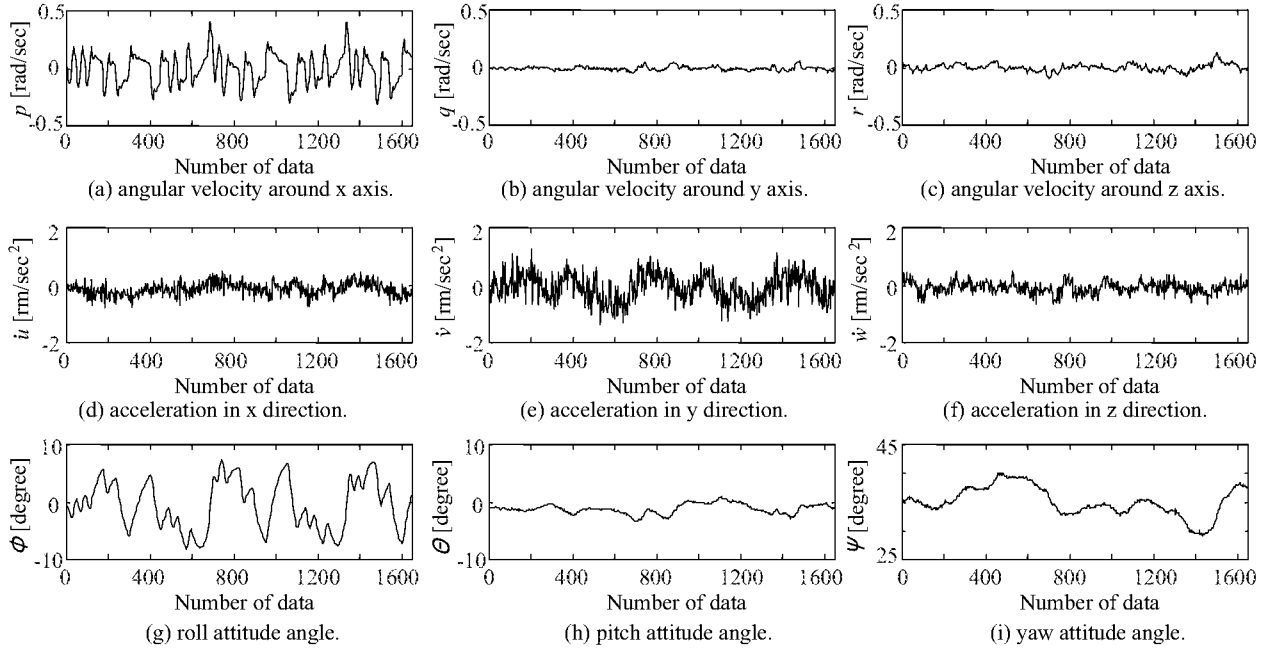 0.5 0.5 0.5
p [rad/sec] q [rad/sec] r [rad/sec]
0 0 0
-0.5 -0.5 -0.5
0 400 800 1200 1600 0 400 800 1200 1600 0 400 800 1200 1600
Number of data Number of data Number of data
(a) angular velocity around x axis. (b) angular velocity around y axis. (c) angular velocity around z axis.
2 2 2
u̇ [rm/sec²] v̇ [rm/sec²] ẇ [rm/sec²]
0 0 0
-2 -2 -2
0 400 800 1200 1600 0 400 800 1200 1600 0 400 800 1200 1600
Number of data Number of data Number of data
(d) acceleration in x direction. (e) acceleration in y direction. (f) acceleration in z direction.
10 10 45
Φ [degree] Θ [degree] Ψ [degree]
0 0
-10 -10 25
0 400 800 1200 1600 0 400 800 1200 1600 0 400 800 1200 1600
Number of data Number of data Number of data
(g) roll attitude angle. (h) pitch attitude angle. (i) yaw attitude angle.